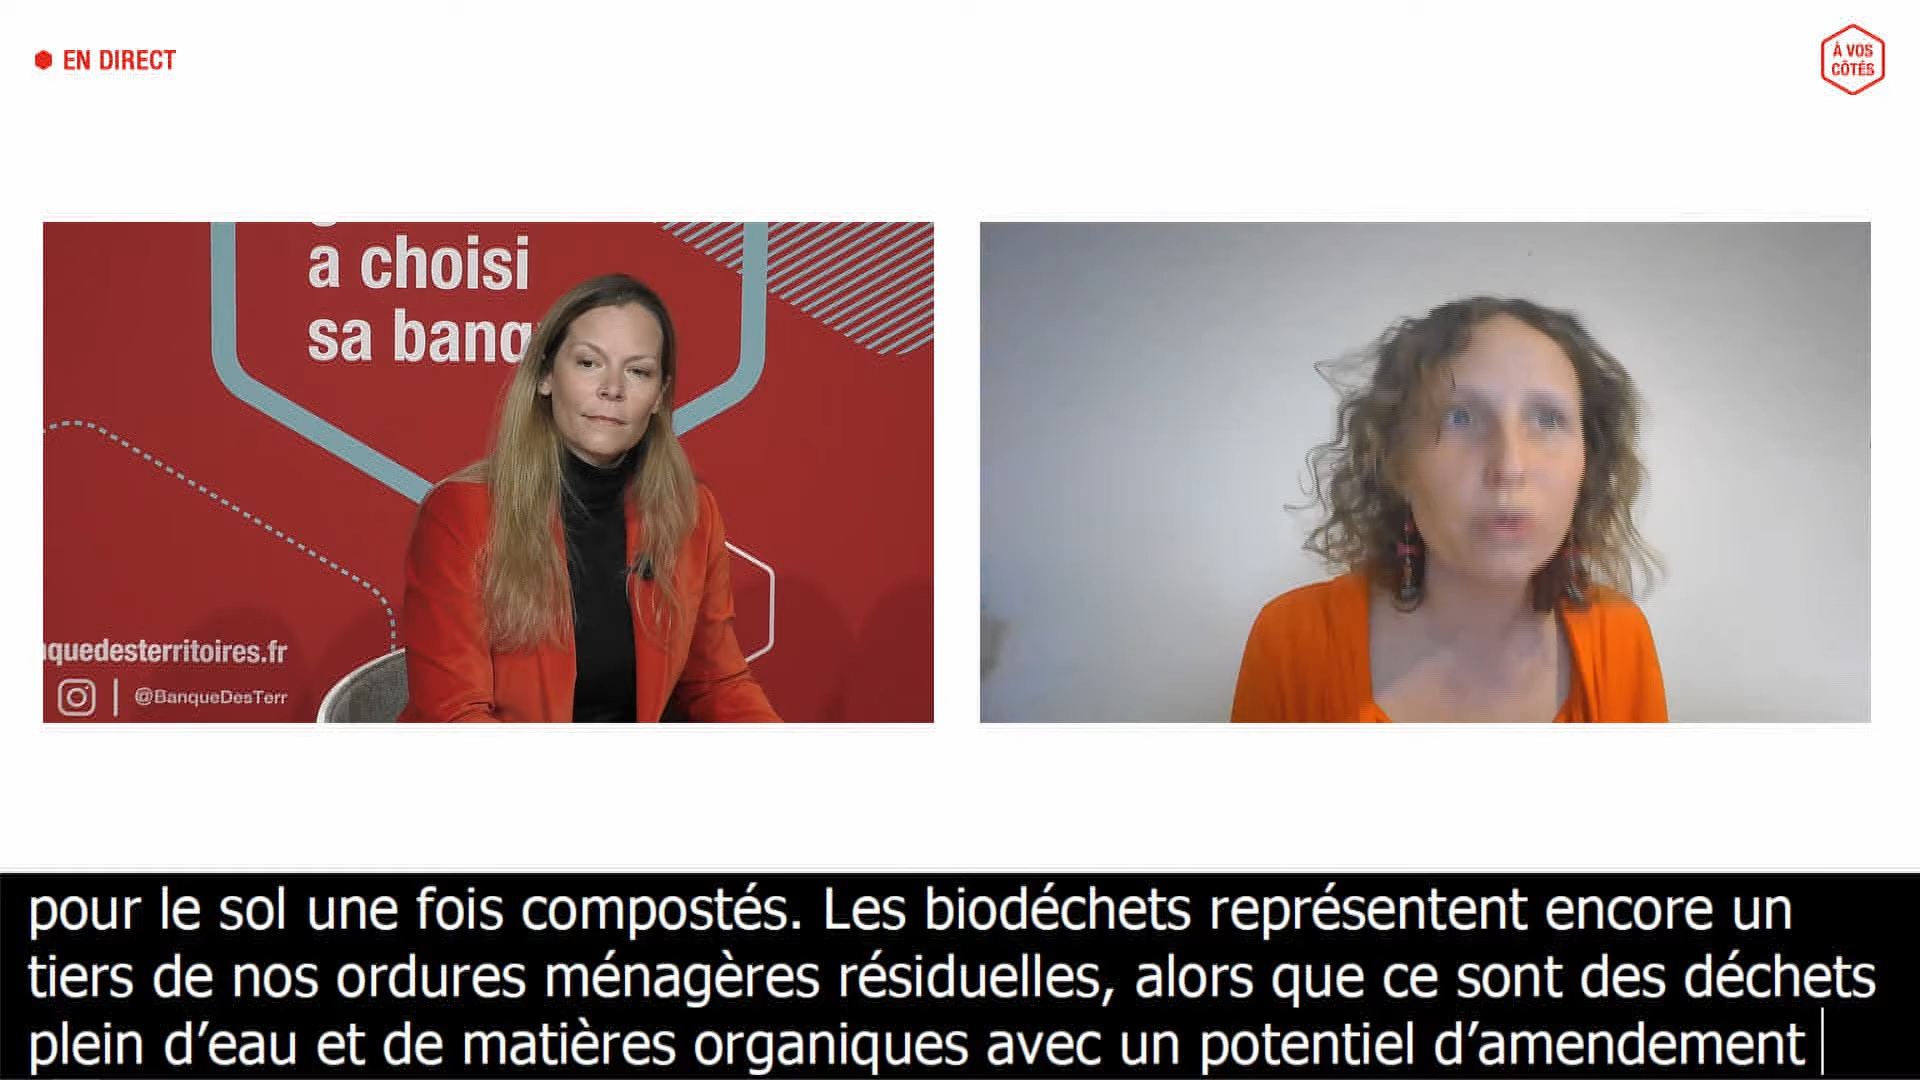 EN DIRECT
À VOS
CÔTÉS
a choisi
sa banq
quedesterritoires.fr
@BanqueDesTerr
pour le sol une fois compostés. Les biodéchets représentent encore un
tiers de nos ordures ménagères résiduelles, alors que ce sont des déchets
plein d’eau et de matières organiques avec un potentiel d’amendement